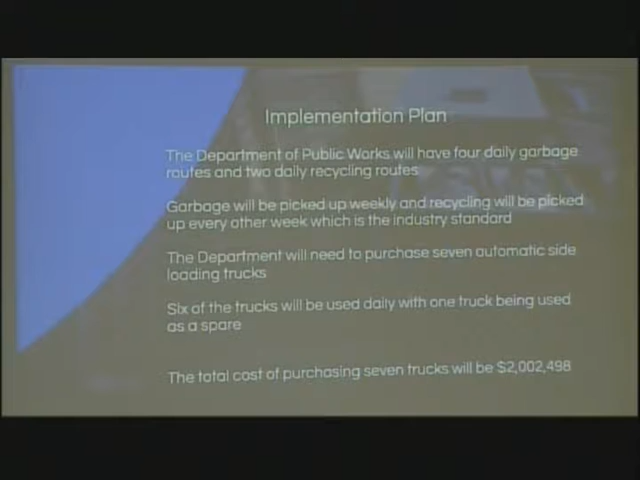 Implementation Plan
The Department of Public Works will have four daily garbage
routes and two daily recycling routes
Garbage will be picked up weekly and recycling will be picked
up every other week which is the industry standard
The Department will need to purchase seven automatic side
loading trucks
Six of the trucks will be used daily with one truck being used
as a spare
The total cost of purchasing seven trucks will be $2,002,498